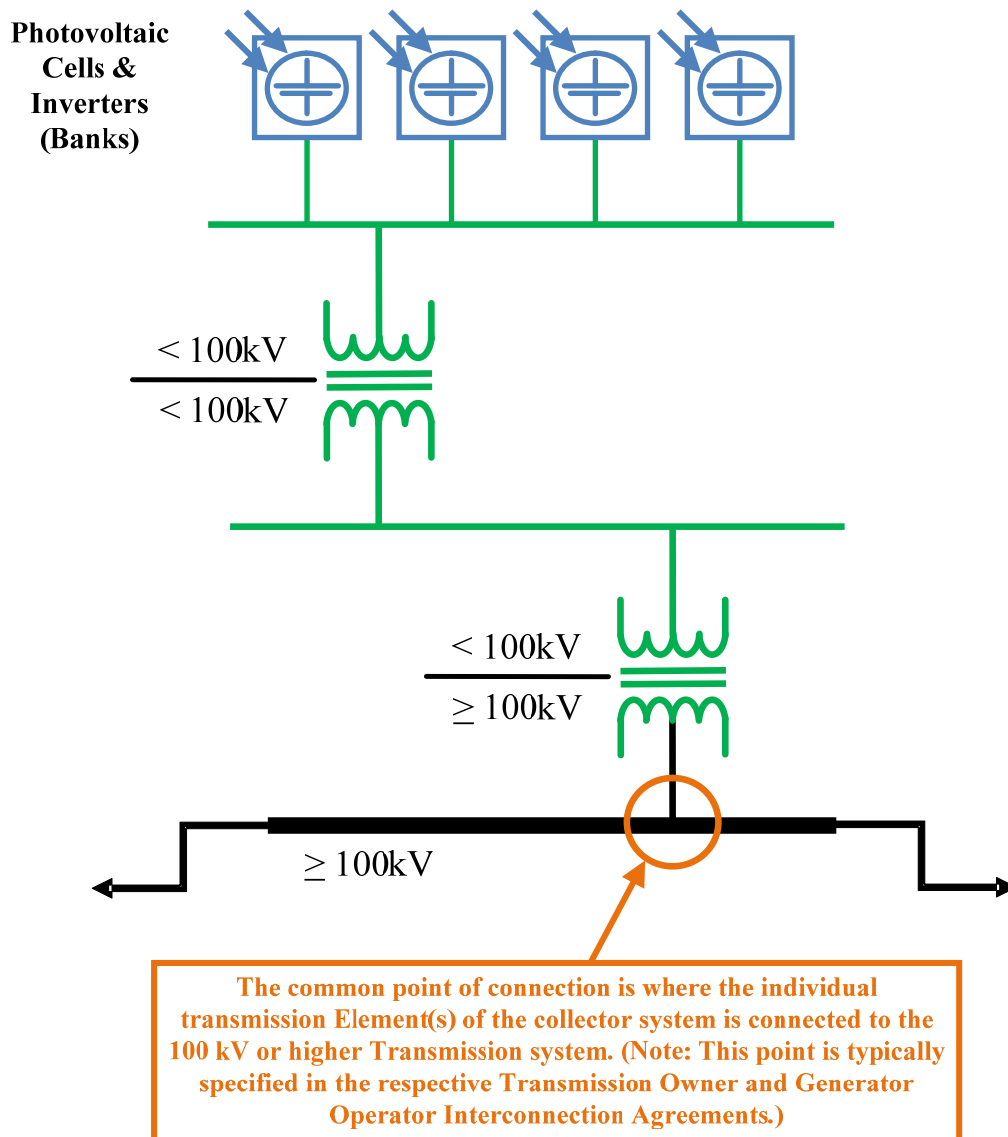 Photovoltaic
Cells &
Inverters
(Banks)
< 100kV
< 100kV
< 100kV
≥ 100kV
≥ 100kV
The common point of connection is where the individual
transmission Element(s) of the collector system is connected to the
100 kV or higher Transmission system. (Note: This point is typically
specified in the respective Transmission Owner and Generator
Operator Interconnection Agreements.)